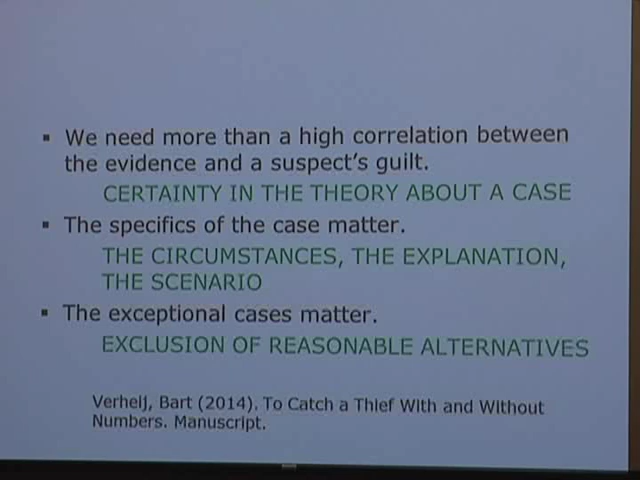 ▪ We need more than a high correlation between
the evidence and a suspect's guilt.
CERTAINTY IN THE THEORY ABOUT A CASE
▪ The specifics of the case matter.
THE CIRCUMSTANCES, THE EXPLANATION,
THE SCENARIO
▪ The exceptional cases matter.
EXCLUSION OF REASONABLE ALTERNATIVES
Verheij, Bart (2014). To Catch a Thief With and Without
Numbers. Manuscript.